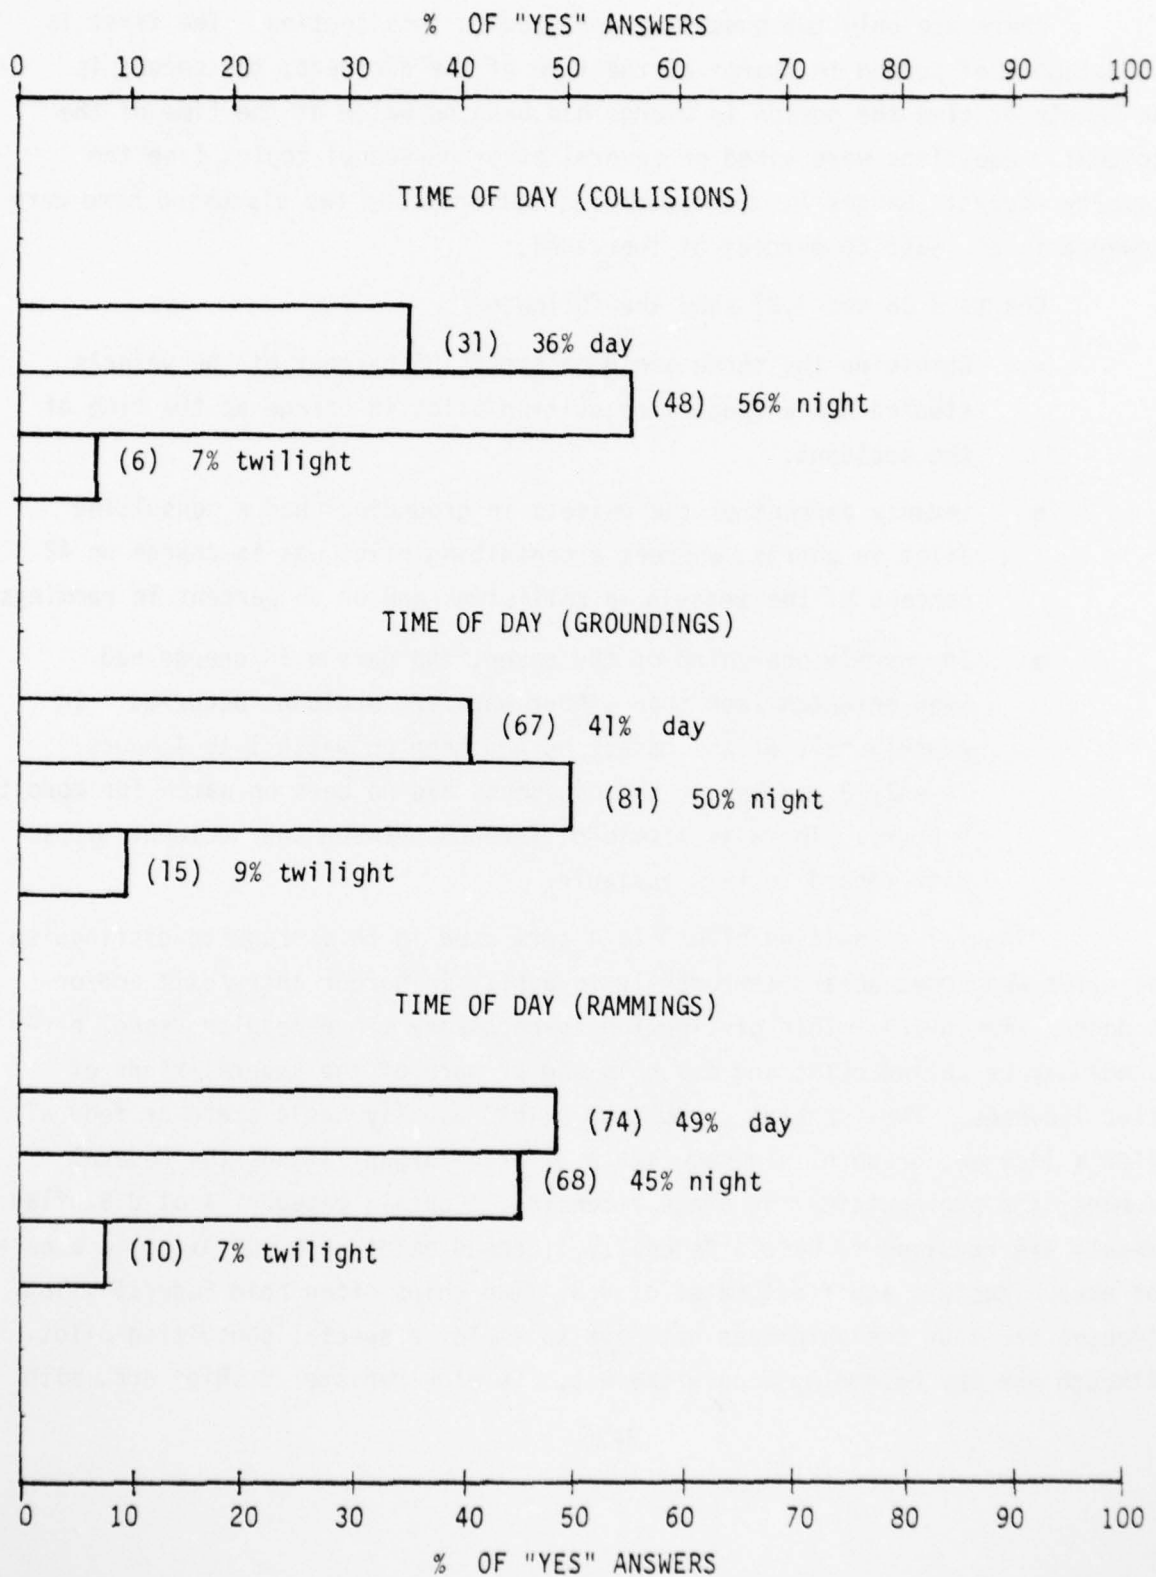 % OF "YES" ANSWERS
0 10 20 30 40 50 60 70 80 90 100
TIME OF DAY (COLLISIONS)
(31) 36% day
(48) 56% night
(6) 7% twilight
TIME OF DAY (GROUNDINGS)
(67) 41% day
(81) 50% night
(15) 9% twilight
TIME OF DAY (RAMMINGS)
(74) 49% day
(68) 45% night
(10) 7% twilight
0 10 20 30 40 50 60 70 80 90 100
% OF "YES" ANSWERS